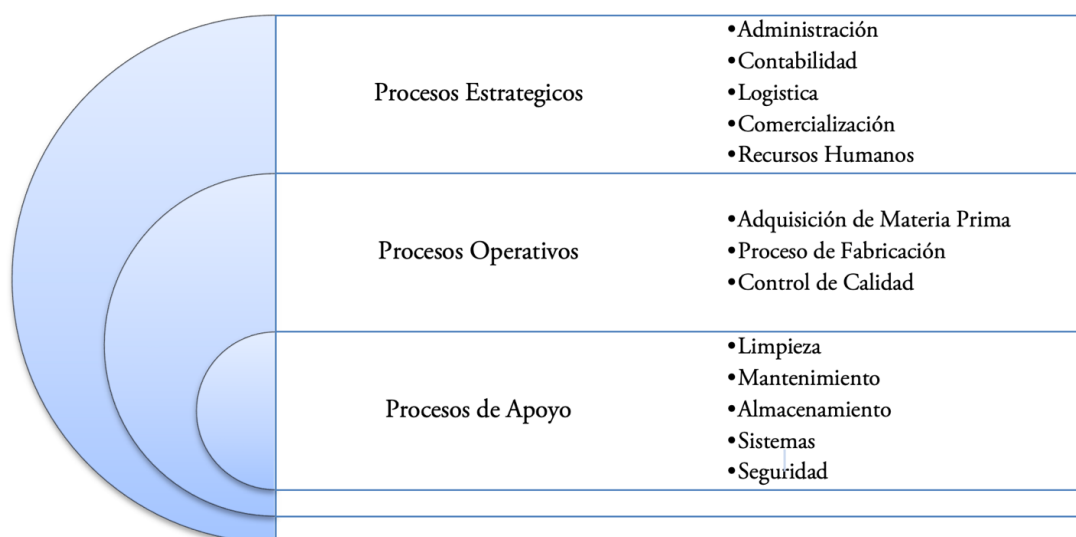 Procesos Estrategicos
•Administración
•Contabilidad
•Logistica
•Comercialización
•Recursos Humanos
Procesos Operativos
•Adquisición de Materia Prima
•Proceso de Fabricación
•Control de Calidad
Procesos de Apoyo
•Limpieza
•Mantenimiento
•Almacenamiento
•Sistemas
•Seguridad